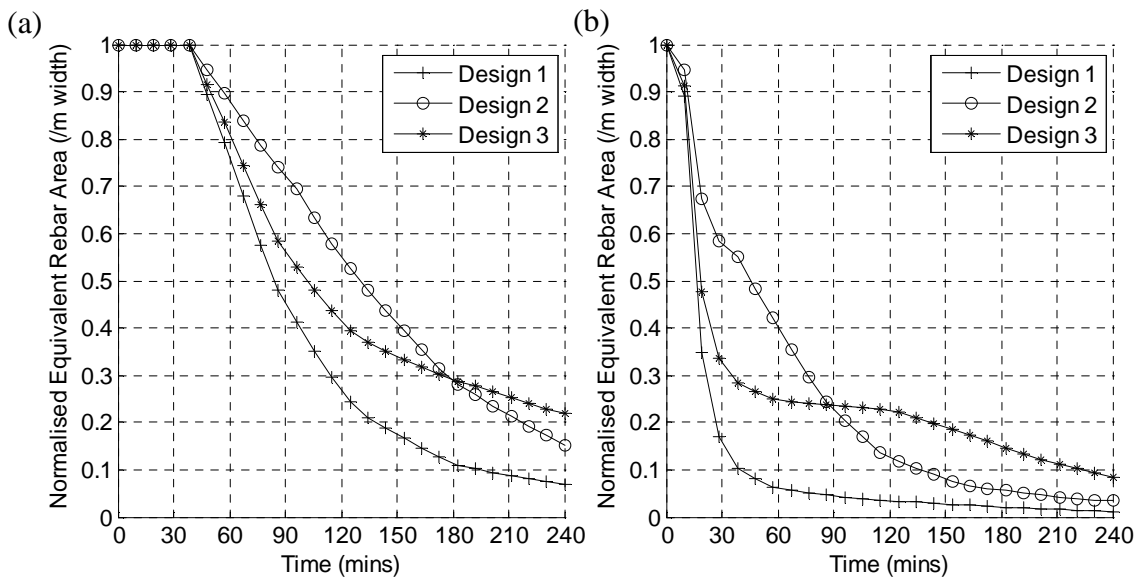 (a)
Normalised Equivalent Rebar Area (/m width)
1
0.9
0.8
0.7
0.6
0.5
0.4
0.3
0.2
0.1
0
0 30 60 90 120 150 180 210 240
Time (mins)
Design 1
Design 2
Design 3
(b)
Normalised Equivalent Rebar Area (/m width)
1
0.9
0.8
0.7
0.6
0.5
0.4
0.3
0.2
0.1
0
0 30 60 90 120 150 180 210 240
Time (mins)
Design 1
Design 2
Design 3